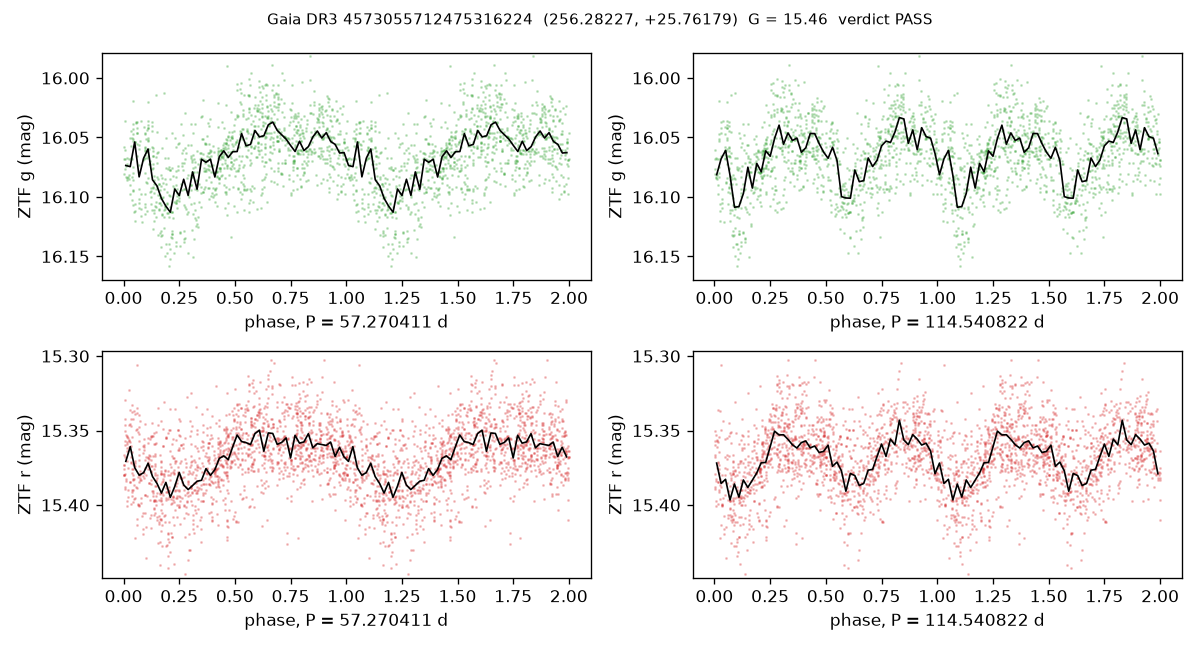 Gaia DR3 4573055712475316224  (256.28227, +25.76179)  G = 15.46  verdict PASS
ZTF g (mag)
16.00
16.05
16.10
16.15
0.00 0.25 0.50 0.75 1.00 1.25 1.50 1.75 2.00
phase, P = 57.270411 d
ZTF g (mag)
16.00
16.05
16.10
16.15
0.00 0.25 0.50 0.75 1.00 1.25 1.50 1.75 2.00
phase, P = 114.540822 d
ZTF r (mag)
15.30
15.35
15.40
0.00 0.25 0.50 0.75 1.00 1.25 1.50 1.75 2.00
phase, P = 57.270411 d
ZTF r (mag)
15.30
15.35
15.40
0.00 0.25 0.50 0.75 1.00 1.25 1.50 1.75 2.00
phase, P = 114.540822 d